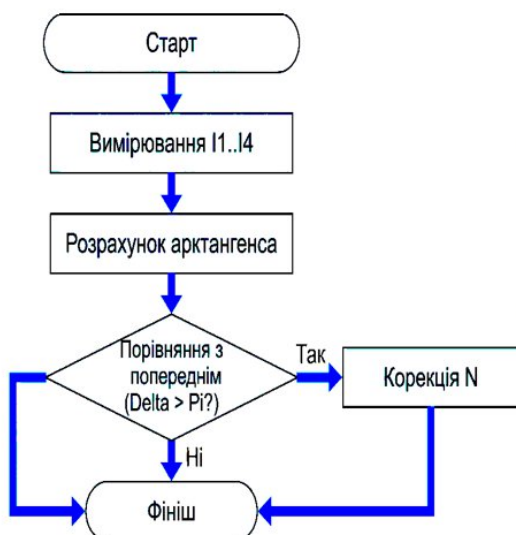 Старт
Вимірювання I1..I4
Розрахунок арктангенса
Порівняння з
попереднім
(Delta > Pi?)
Так
Корекція N
Ні
Фініш